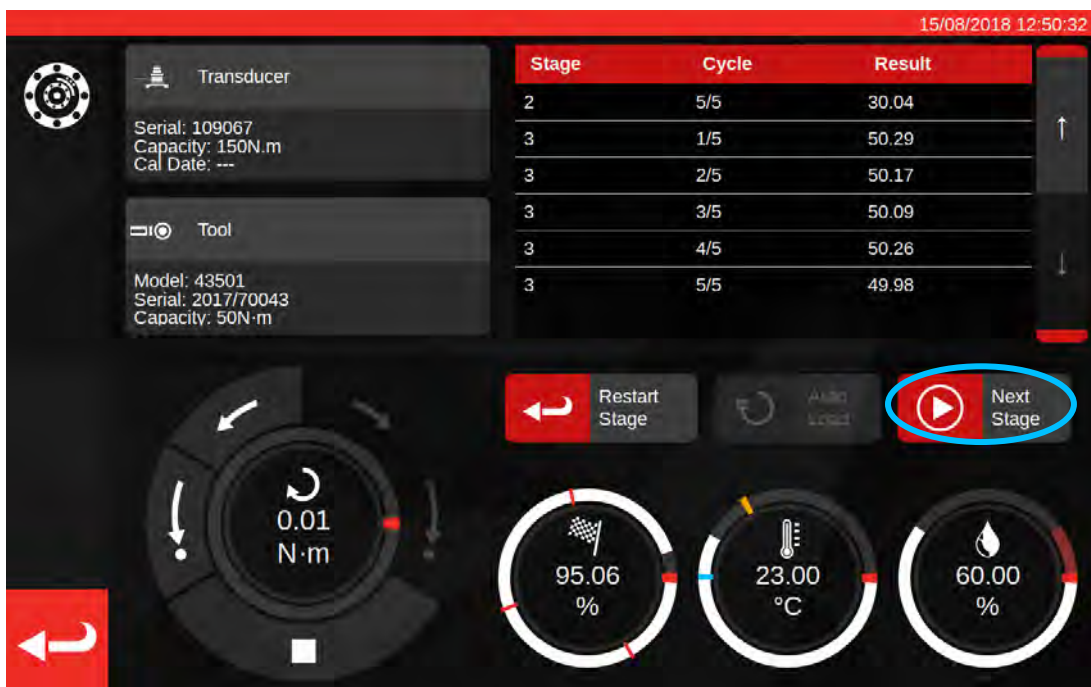 15/08/2018 12:50:32
Transducer
Serial: 109067
Capacity: 150N.m
Cal Date: ---
Tool
Model: 43501
Serial: 2017/70043
Capacity: 50N·m
Stage Cycle Result
2 5/5 30.04
3 1/5 50.29
3 2/5 50.17
3 3/5 50.09
3 4/5 50.26
3 5/5 49.98
Restart
Stage
Auto
Load
Next
Stage
0.01
N·m
95.06
%
23.00
°C
60.00
%